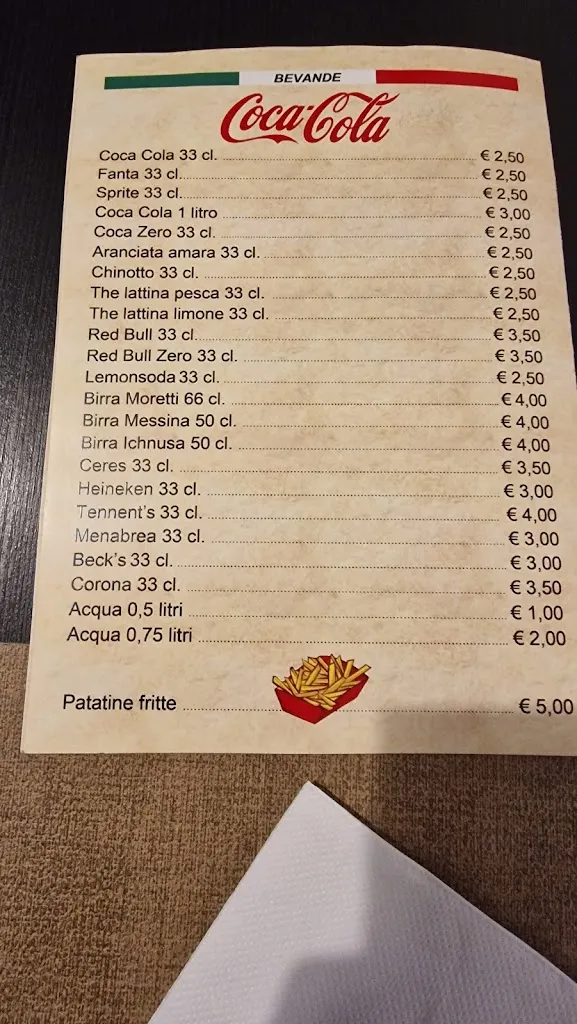 BEVANDE
Coca-Cola
Coca Cola 33 cl. € 2,50
Fanta 33 cl. € 2,50
Sprite 33 cl. € 2,50
Coca Cola 1 litro € 3,00
Coca Zero 33 cl. € 2,50
Aranciata amara 33 cl. € 2,50
Chinotto 33 cl. € 2,50
The lattina pesca 33 cl. € 2,50
The lattina limone 33 cl. € 2,50
Red Bull 33 cl. € 3,50
Red Bull Zero 33 cl. € 3,50
Lemonsoda 33 cl. € 2,50
Birra Moretti 66 cl. € 4,00
Birra Messina 50 cl. € 4,00
Birra Ichnusa 50 cl. € 4,00
Ceres 33 cl. € 3,50
Heineken 33 cl. € 3,00
Tennent's 33 cl. € 4,00
Menabrea 33 cl. € 3,00
Beck's 33 cl. € 3,00
Corona 33 cl. € 3,50
Acqua 0,5 litri € 1,00
Acqua 0,75 litri € 2,00
Patatine fritte € 5,00